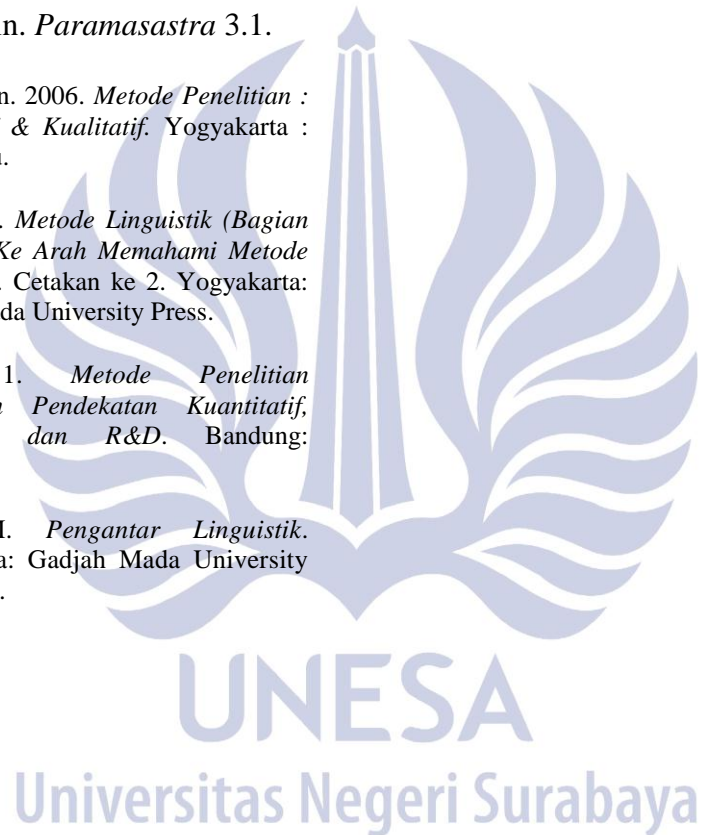 n. Paramasastra 3.1.
n. 2006. Metode Penelitian :
& Kualitatif. Yogyakarta :
.
. Metode Linguistik (Bagian
Ke Arah Memahami Metode
. Cetakan ke 2. Yogyakarta:
da University Press.
1. Metode Penelitian
Pendekatan Kuantitatif,
dan R&D. Bandung:
. Pengantar Linguistik.
a: Gadjah Mada University
.
UNESA
Universitas Negeri Surabaya